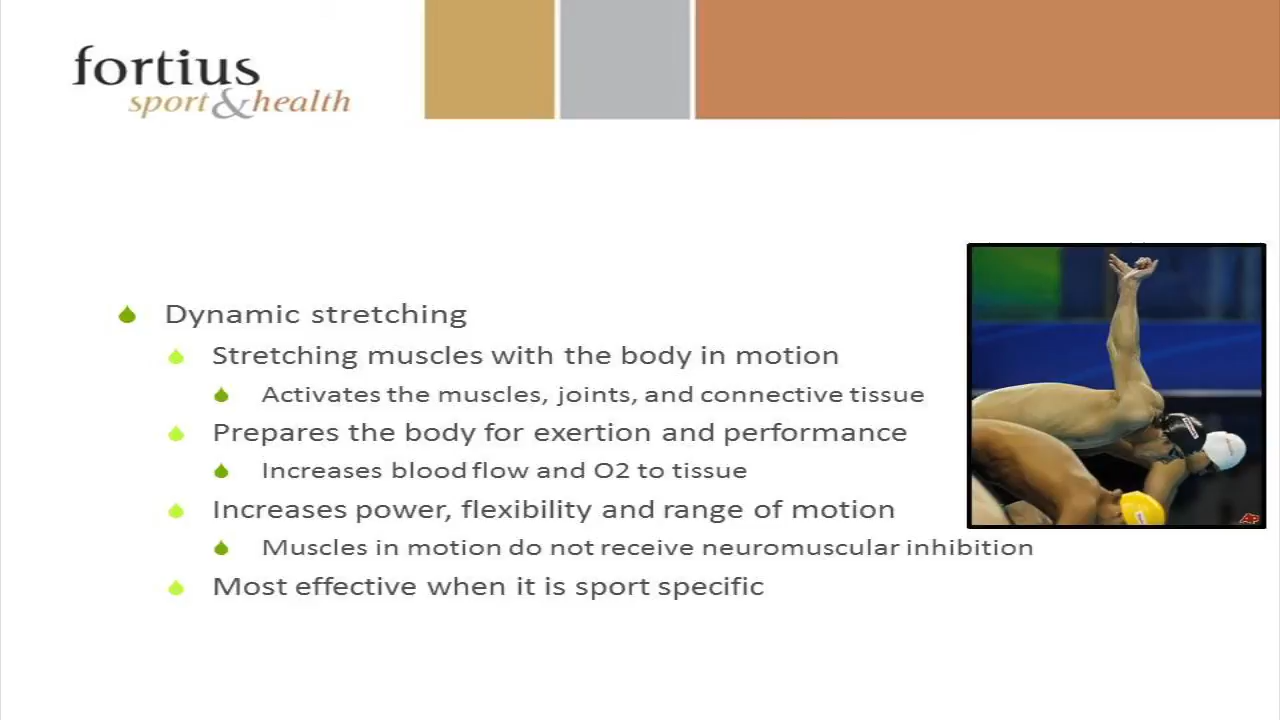 fortius
sport&health
Dynamic stretching
Stretching muscles with the body in motion
Activates the muscles, joints, and connective tissue
Prepares the body for exertion and performance
Increases blood flow and O2 to tissue
Increases power, flexibility and range of motion
Muscles in motion do not receive neuromuscular inhibition
Most effective when it is sport specific